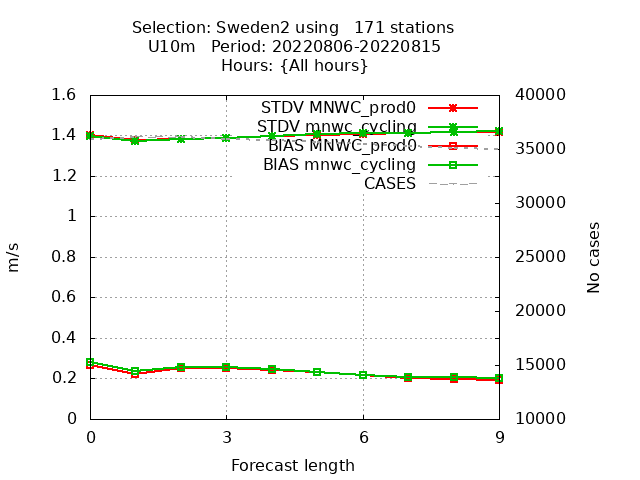 Selection: Sweden2 using   171 stations
U10m   Period: 20220806-20220815
Hours: {All hours}
1.6
1.4
1.2
1
0.8
0.6
0.4
0.2
0
40000
35000
30000
25000
20000
15000
10000
STDV MNWC_prod0
STDV mnwc_cycling
BIAS MNWC_prod0
BIAS mnwc_cycling
CASES
m/s
No cases
0 3 6 9
Forecast length